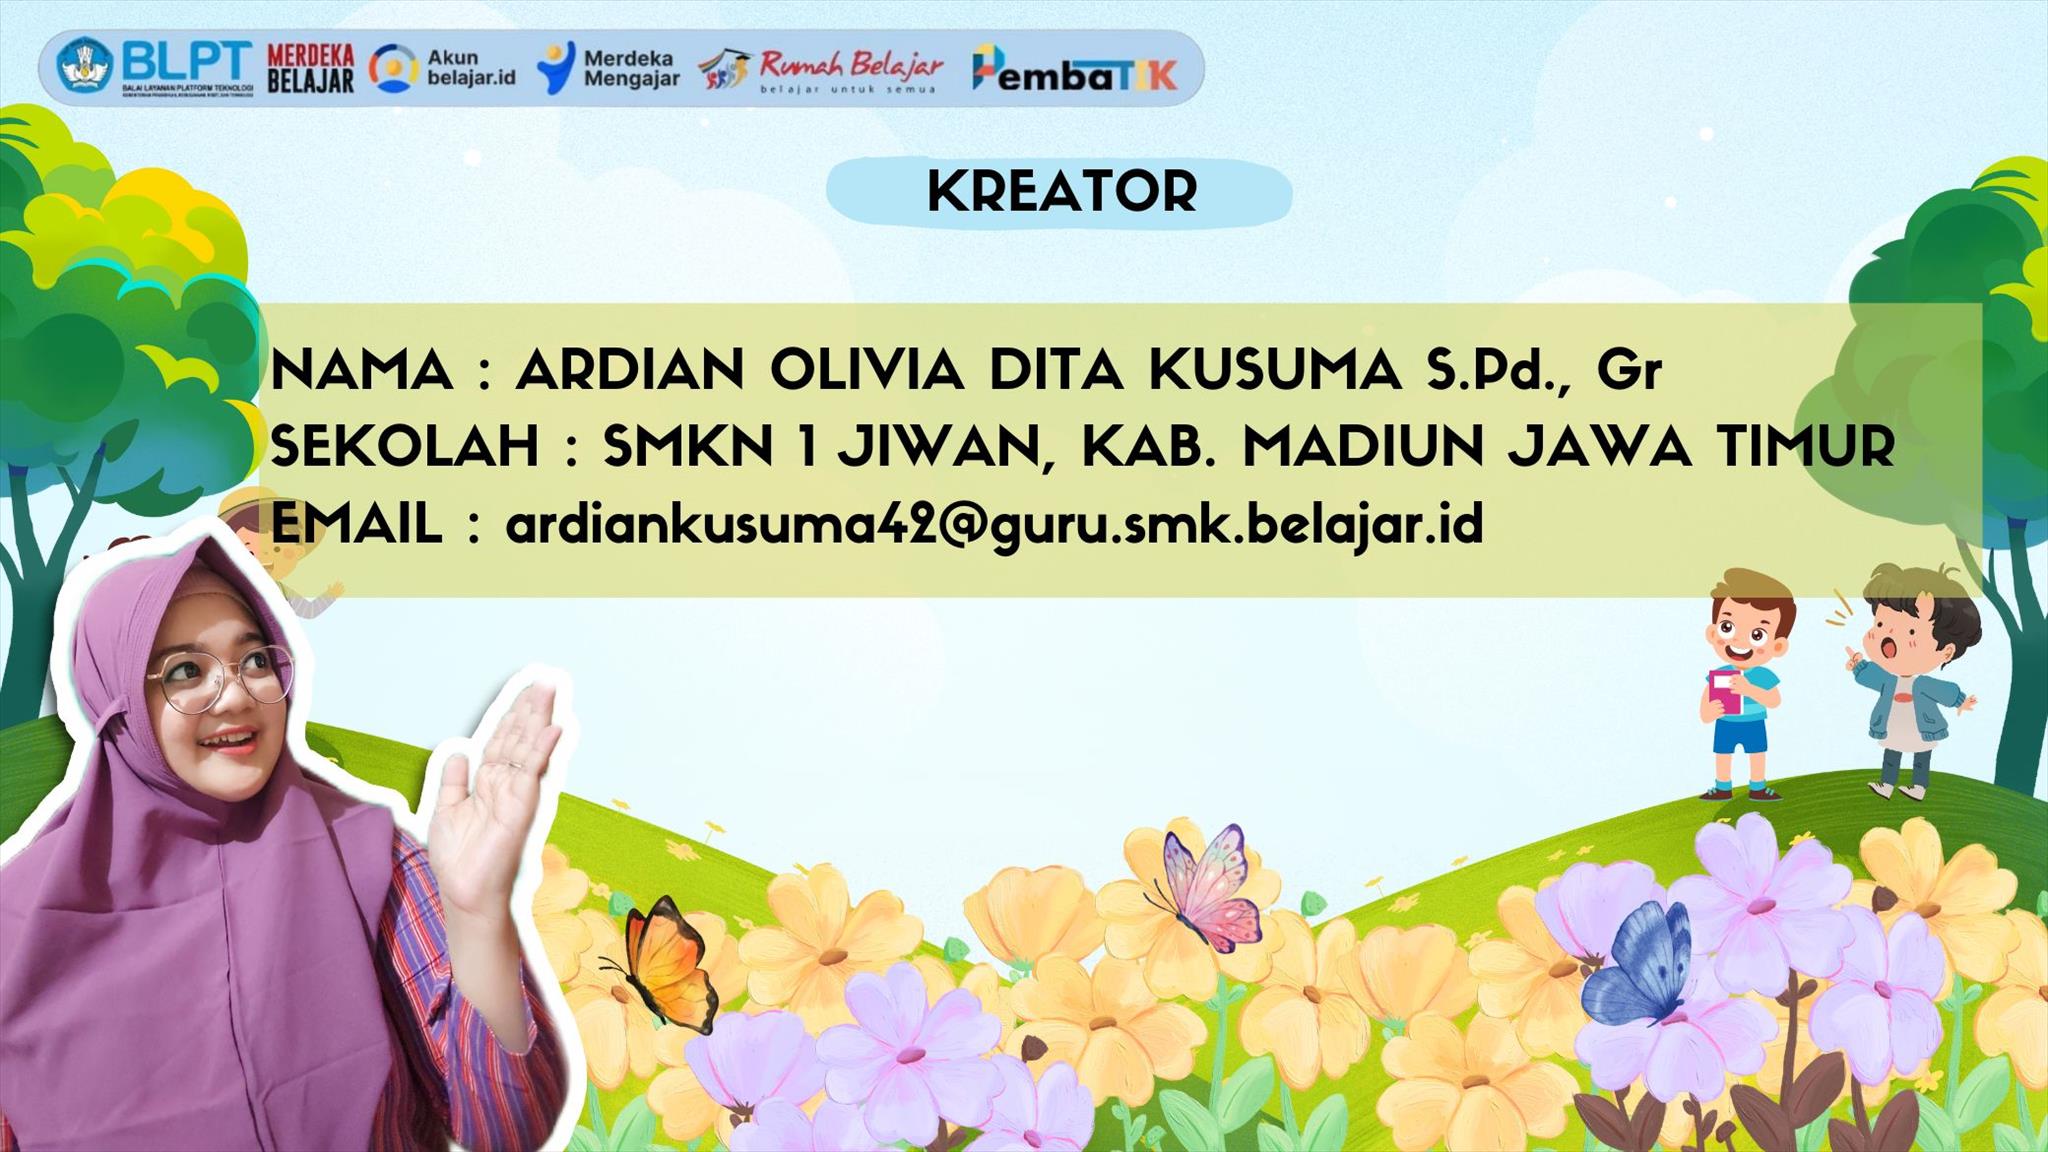 BLPT
BALAI LAYANAN PLATFORM TEKNOLOGI
MERDEKA
BELAJAR
Akun
belajar.id
Merdeka
Mengajar
Rumah Belajar
belajar untuk semua
PembaTIK
KREATOR
NAMA : ARDIAN OLIVIA DITA KUSUMA S.Pd., Gr
SEKOLAH : SMKN 1 JIWAN, KAB. MADIUN JAWA TIMUR
EMAIL : ardiankusuma42@guru.smk.belajar.id